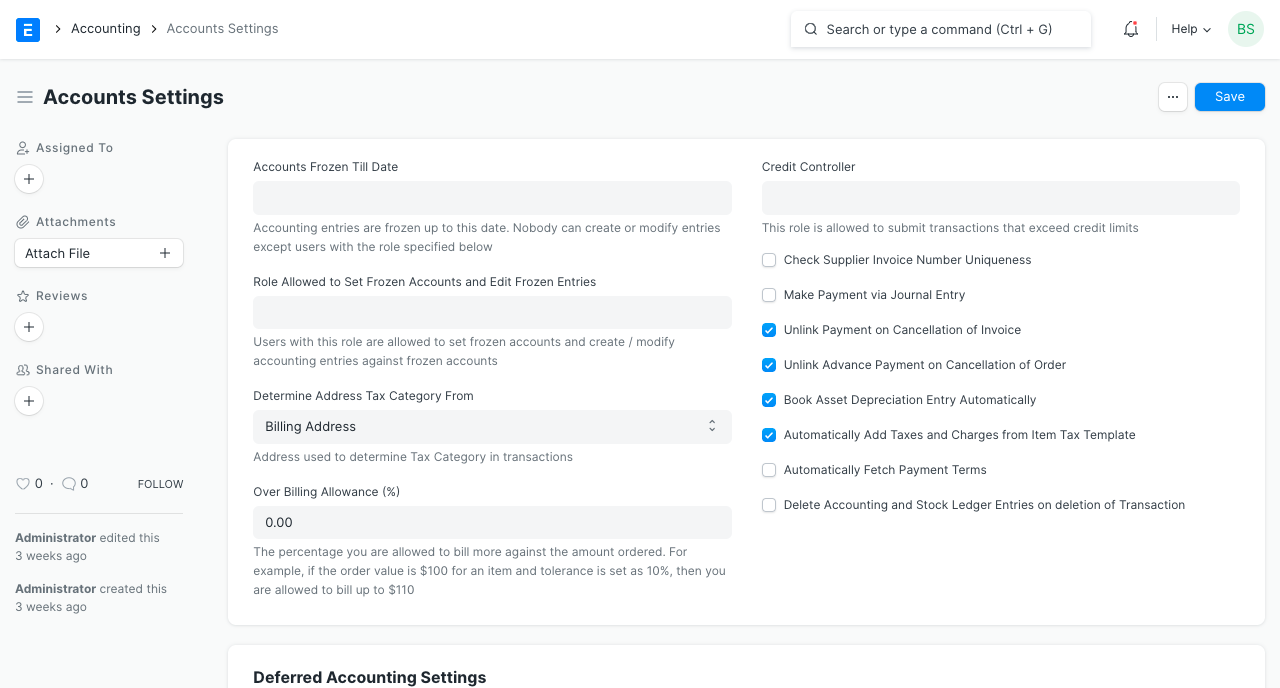 E
Accounting
Accounts Settings
Search or type a command (Ctrl + G)
Help
BS
Accounts Settings
...
Save
Assigned To
Attachments
Attach File
Reviews
Shared With
0 · 0
FOLLOW
Administrator edited this
3 weeks ago
Administrator created this
3 weeks ago
Accounts Frozen Till Date
Accounting entries are frozen up to this date. Nobody can create or modify entries
except users with the role specified below
Role Allowed to Set Frozen Accounts and Edit Frozen Entries
Users with this role are allowed to set frozen accounts and create / modify
accounting entries against frozen accounts
Determine Address Tax Category From
Billing Address
Address used to determine Tax Category in transactions
Over Billing Allowance (%)
0.00
The percentage you are allowed to bill more against the amount ordered. For
example, if the order value is $100 for an item and tolerance is set as 10%, then you
are allowed to bill up to $110
Credit Controller
This role is allowed to submit transactions that exceed credit limits
Check Supplier Invoice Number Uniqueness
Make Payment via Journal Entry
Unlink Payment on Cancellation of Invoice
Unlink Advance Payment on Cancellation of Order
Book Asset Depreciation Entry Automatically
Automatically Add Taxes and Charges from Item Tax Template
Automatically Fetch Payment Terms
Delete Accounting and Stock Ledger Entries on deletion of Transaction
Deferred Accounting Settings